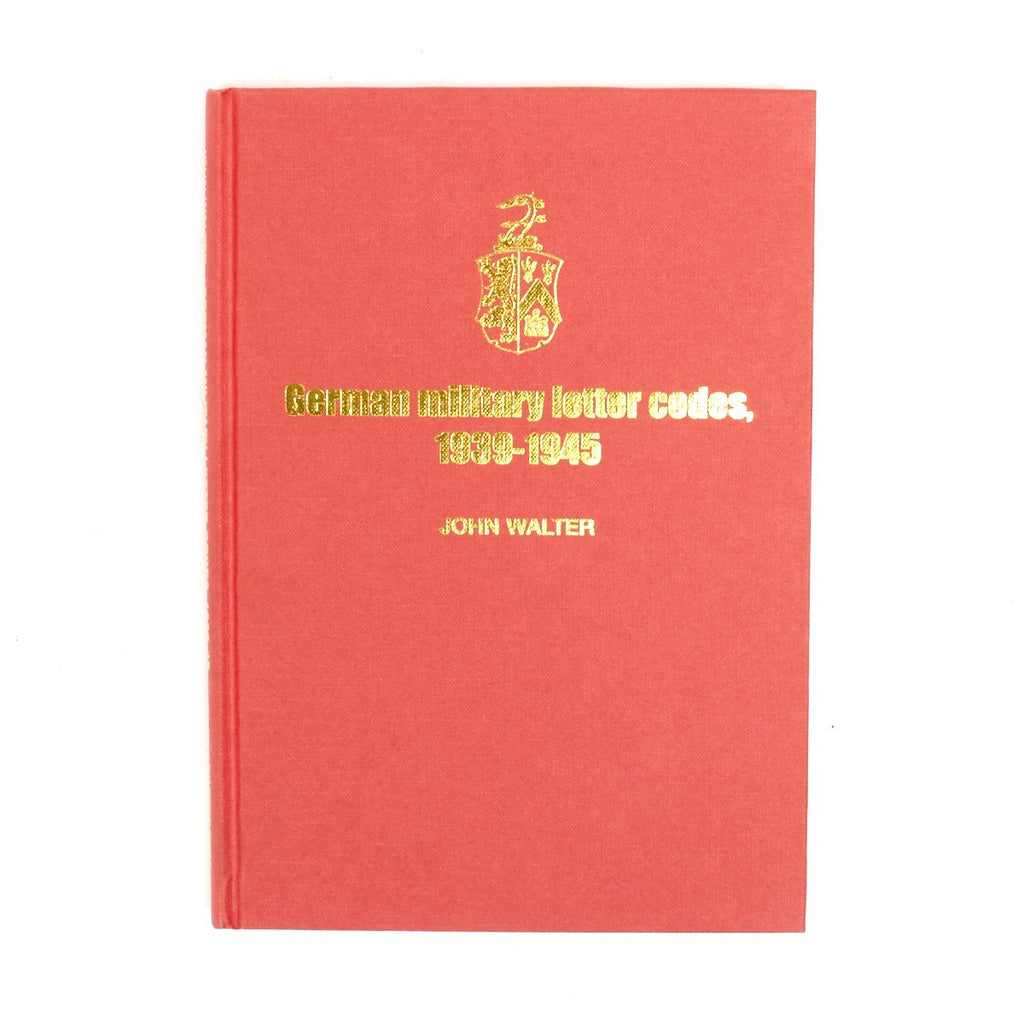 German military letter codes,
1939-1945
JOHN WALTER